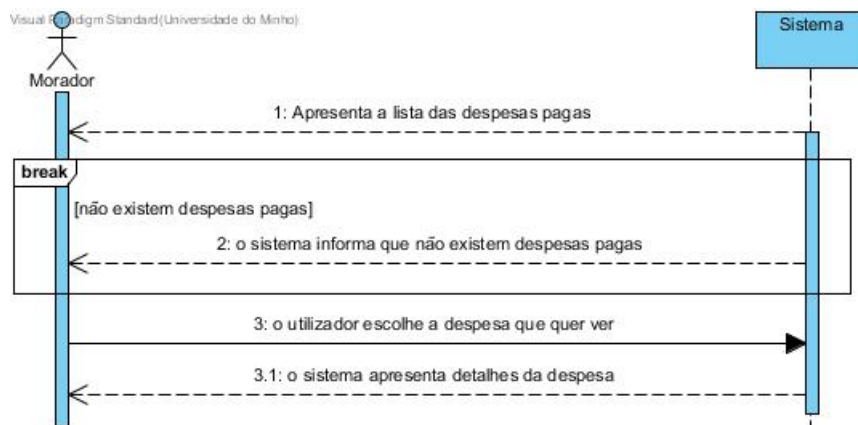 Visual Paradigm Standard(Universidade do Minho)
Sistema
Morador
1: Apresenta a lista das despesas pagas
break
[não existem despesas pagas]
2: o sistema informa que não existem despesas pagas
3: o utilizador escolhe a despesa que quer ver
3.1: o sistema apresenta detalhes da despesa